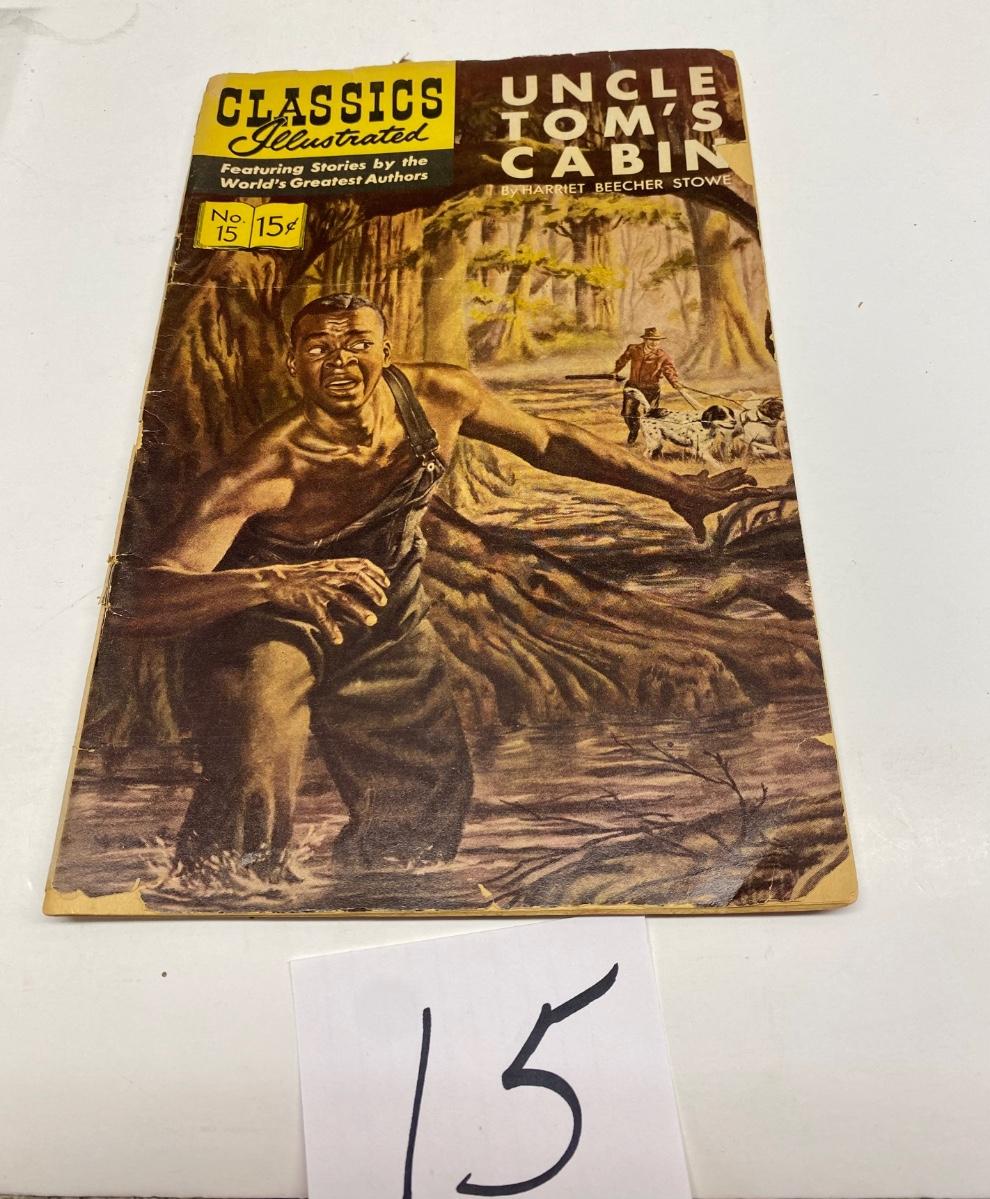 CLASSICS
Illustrated
Featuring Stories by the
World's Greatest Authors
No. 15
15¢
UNCLE
TOM'S
CABIN
By HARRIET BEECHER STOWE
15